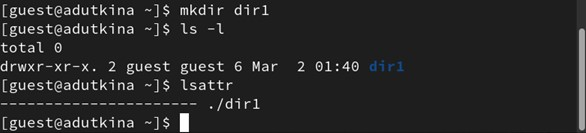 [guest@adutkina ~]$ mkdir dir1
[guest@adutkina ~]$ ls -l
total 0
drwxr-xr-x. 2 guest guest 6 Mar  2 01:40 dir1
[guest@adutkina ~]$ lsattr
---------------------- ./dir1
[guest@adutkina ~]$